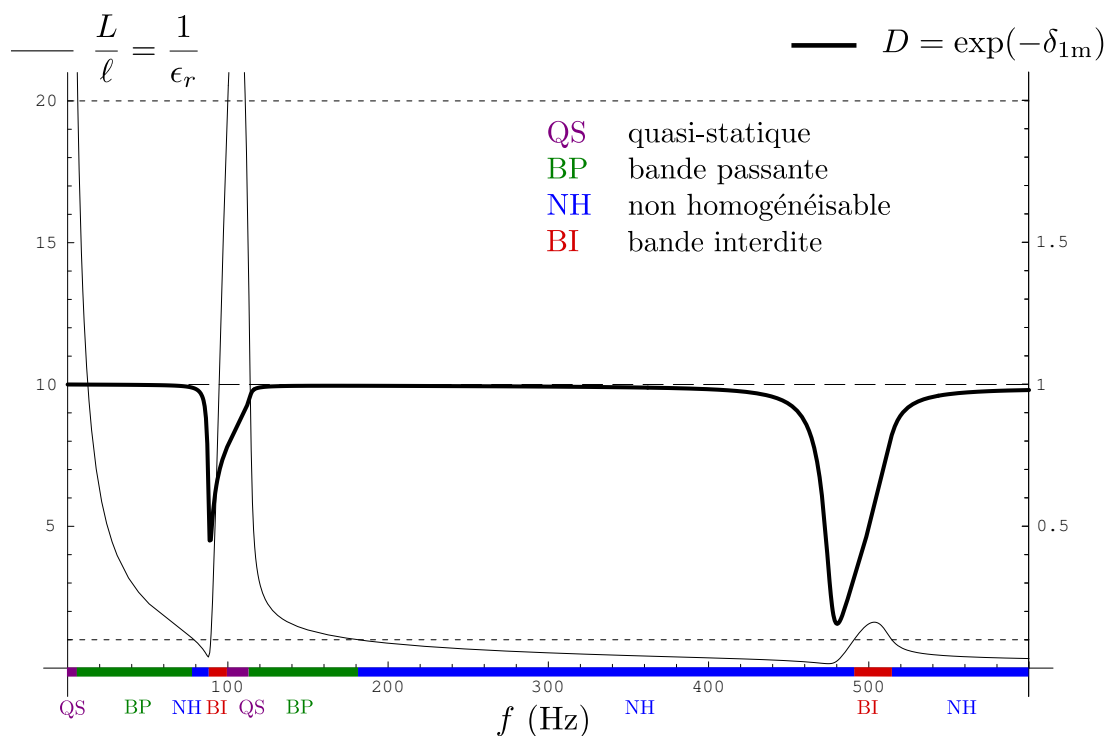 L/ℓ = 1/ϵr
D = exp(−δ1m)
20
15
10
5
1.5
1
0.5
QS quasi-statique
BP bande passante
NH non homogénéisable
BI bande interdite
100 200 300 400 500
QS BP NH BI QS BP NH BI NH
f (Hz)